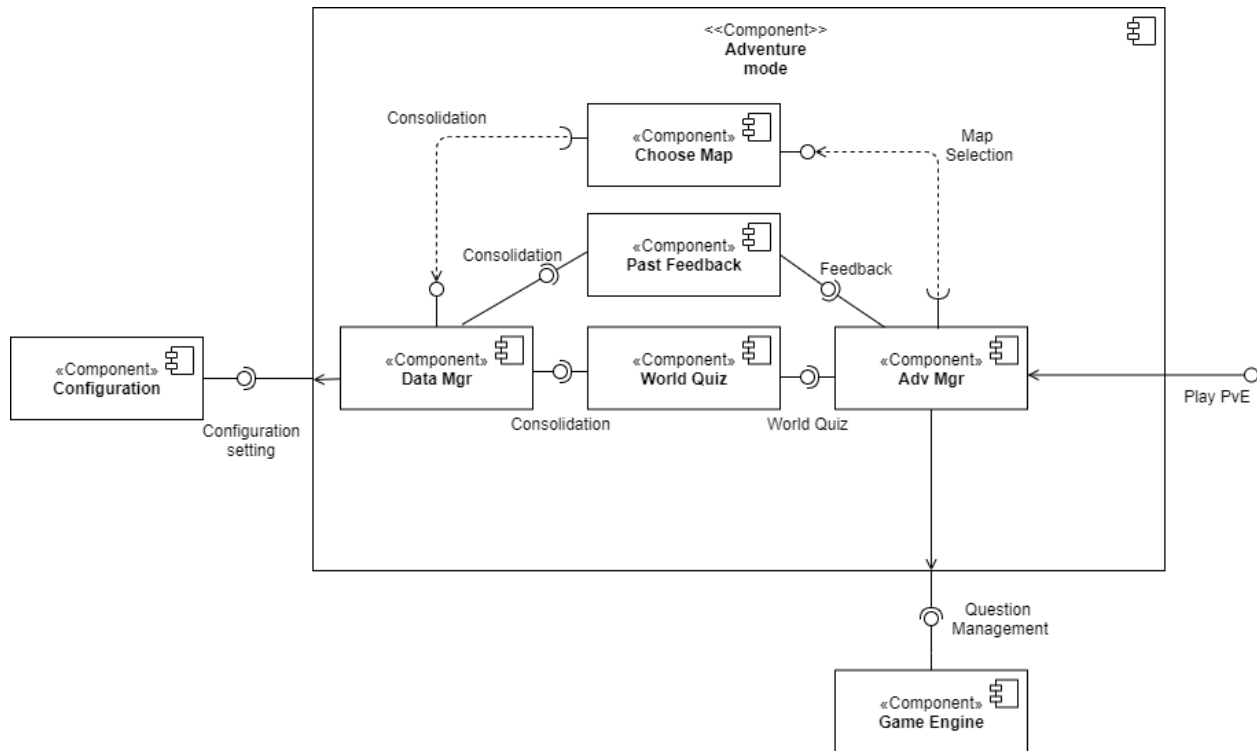 <<Component>>
Adventure
mode
Consolidation
«Component»
Choose Map
Map
Selection
Consolidation
«Component»
Past Feedback
Feedback
«Component»
Configuration
«Component»
Data Mgr
«Component»
World Quiz
«Component»
Adv Mgr
Play PvE
Configuration
setting
Consolidation
World Quiz
Question
Management
«Component»
Game Engine